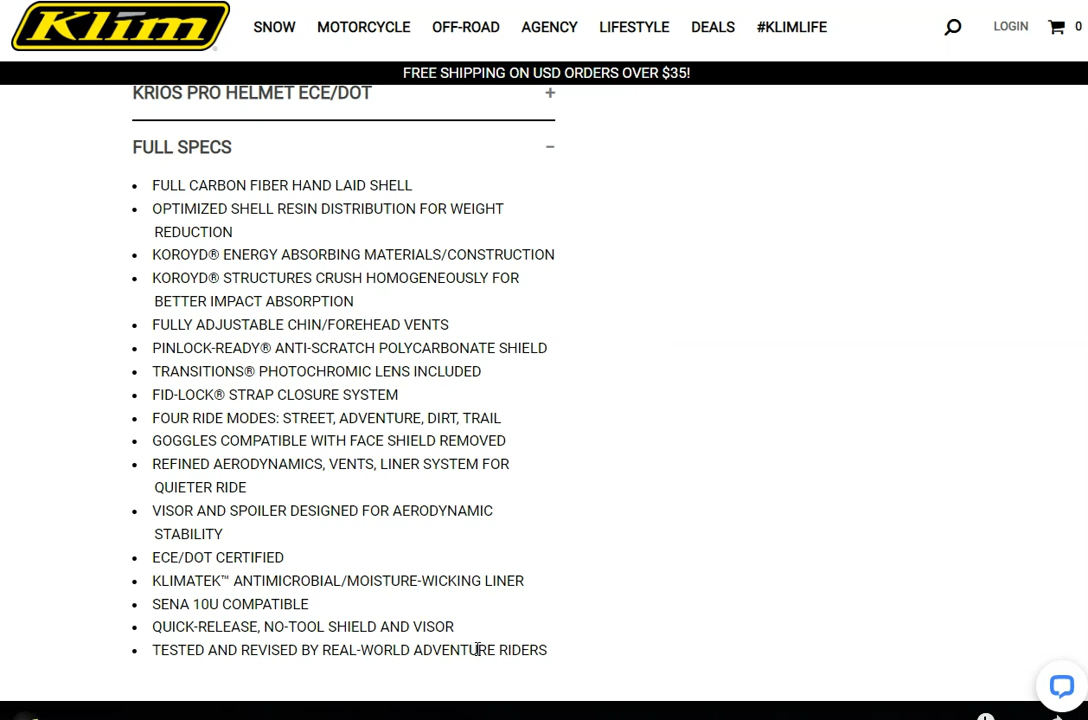 Klim
SNOW MOTORCYCLE OFF-ROAD AGENCY LIFESTYLE DEALS #KLIMLIFE LOGIN 0
FREE SHIPPING ON USD ORDERS OVER $35!
KRIOS PRO HELMET ECE/DOT +
FULL SPECS −
• FULL CARBON FIBER HAND LAID SHELL
• OPTIMIZED SHELL RESIN DISTRIBUTION FOR WEIGHT
REDUCTION
• KOROYD® ENERGY ABSORBING MATERIALS/CONSTRUCTION
• KOROYD® STRUCTURES CRUSH HOMOGENEOUSLY FOR
BETTER IMPACT ABSORPTION
• FULLY ADJUSTABLE CHIN/FOREHEAD VENTS
• PINLOCK-READY® ANTI-SCRATCH POLYCARBONATE SHIELD
• TRANSITIONS® PHOTOCHROMIC LENS INCLUDED
• FID-LOCK® STRAP CLOSURE SYSTEM
• FOUR RIDE MODES: STREET, ADVENTURE, DIRT, TRAIL
• GOGGLES COMPATIBLE WITH FACE SHIELD REMOVED
• REFINED AERODYNAMICS, VENTS, LINER SYSTEM FOR
QUIETER RIDE
• VISOR AND SPOILER DESIGNED FOR AERODYNAMIC
STABILITY
• ECE/DOT CERTIFIED
• KLIMATEK™ ANTIMICROBIAL/MOISTURE-WICKING LINER
• SENA 10U COMPATIBLE
• QUICK-RELEASE, NO-TOOL SHIELD AND VISOR
• TESTED AND REVISED BY REAL-WORLD ADVENTURE RIDERS